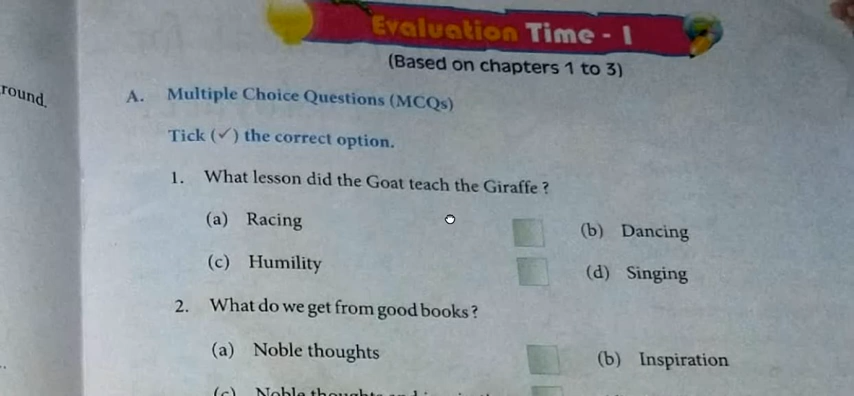 round.
Evaluation Time - I
(Based on chapters 1 to 3)
A. Multiple Choice Questions (MCQs)
Tick (✓) the correct option.
1. What lesson did the Goat teach the Giraffe ?
(a) Racing (b) Dancing
(c) Humility (d) Singing
2. What do we get from good books ?
(a) Noble thoughts (b) Inspiration
(c) Noble thoughts